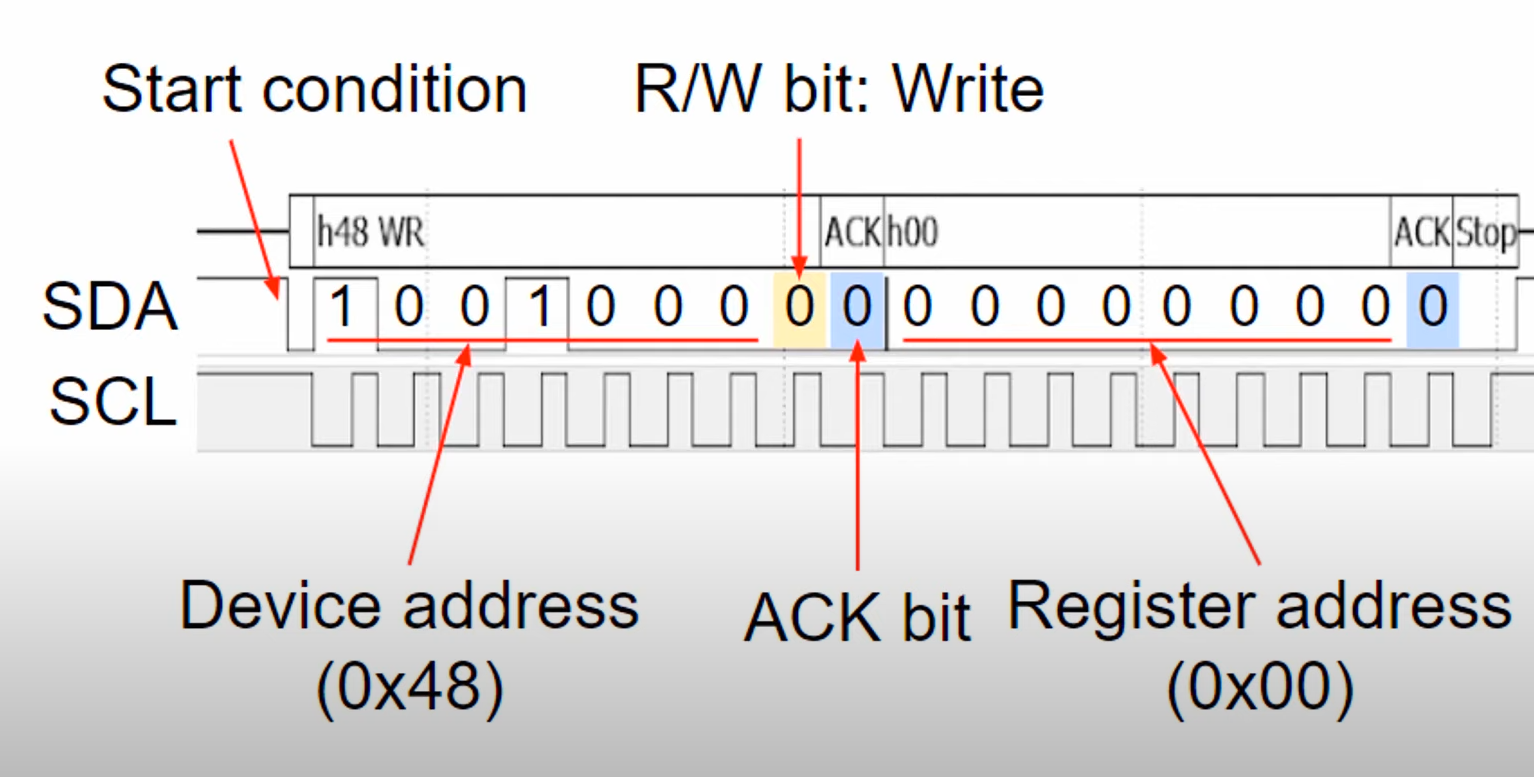 Start condition
R/W bit: Write
h48 WR
ACK
h00
ACK
Stop
SDA
1 0 0 1 0 0 0 0 0 0 0 0 0 0 0 0 0 0
SCL
Device address
(0x48)
ACK bit
Register address
(0x00)